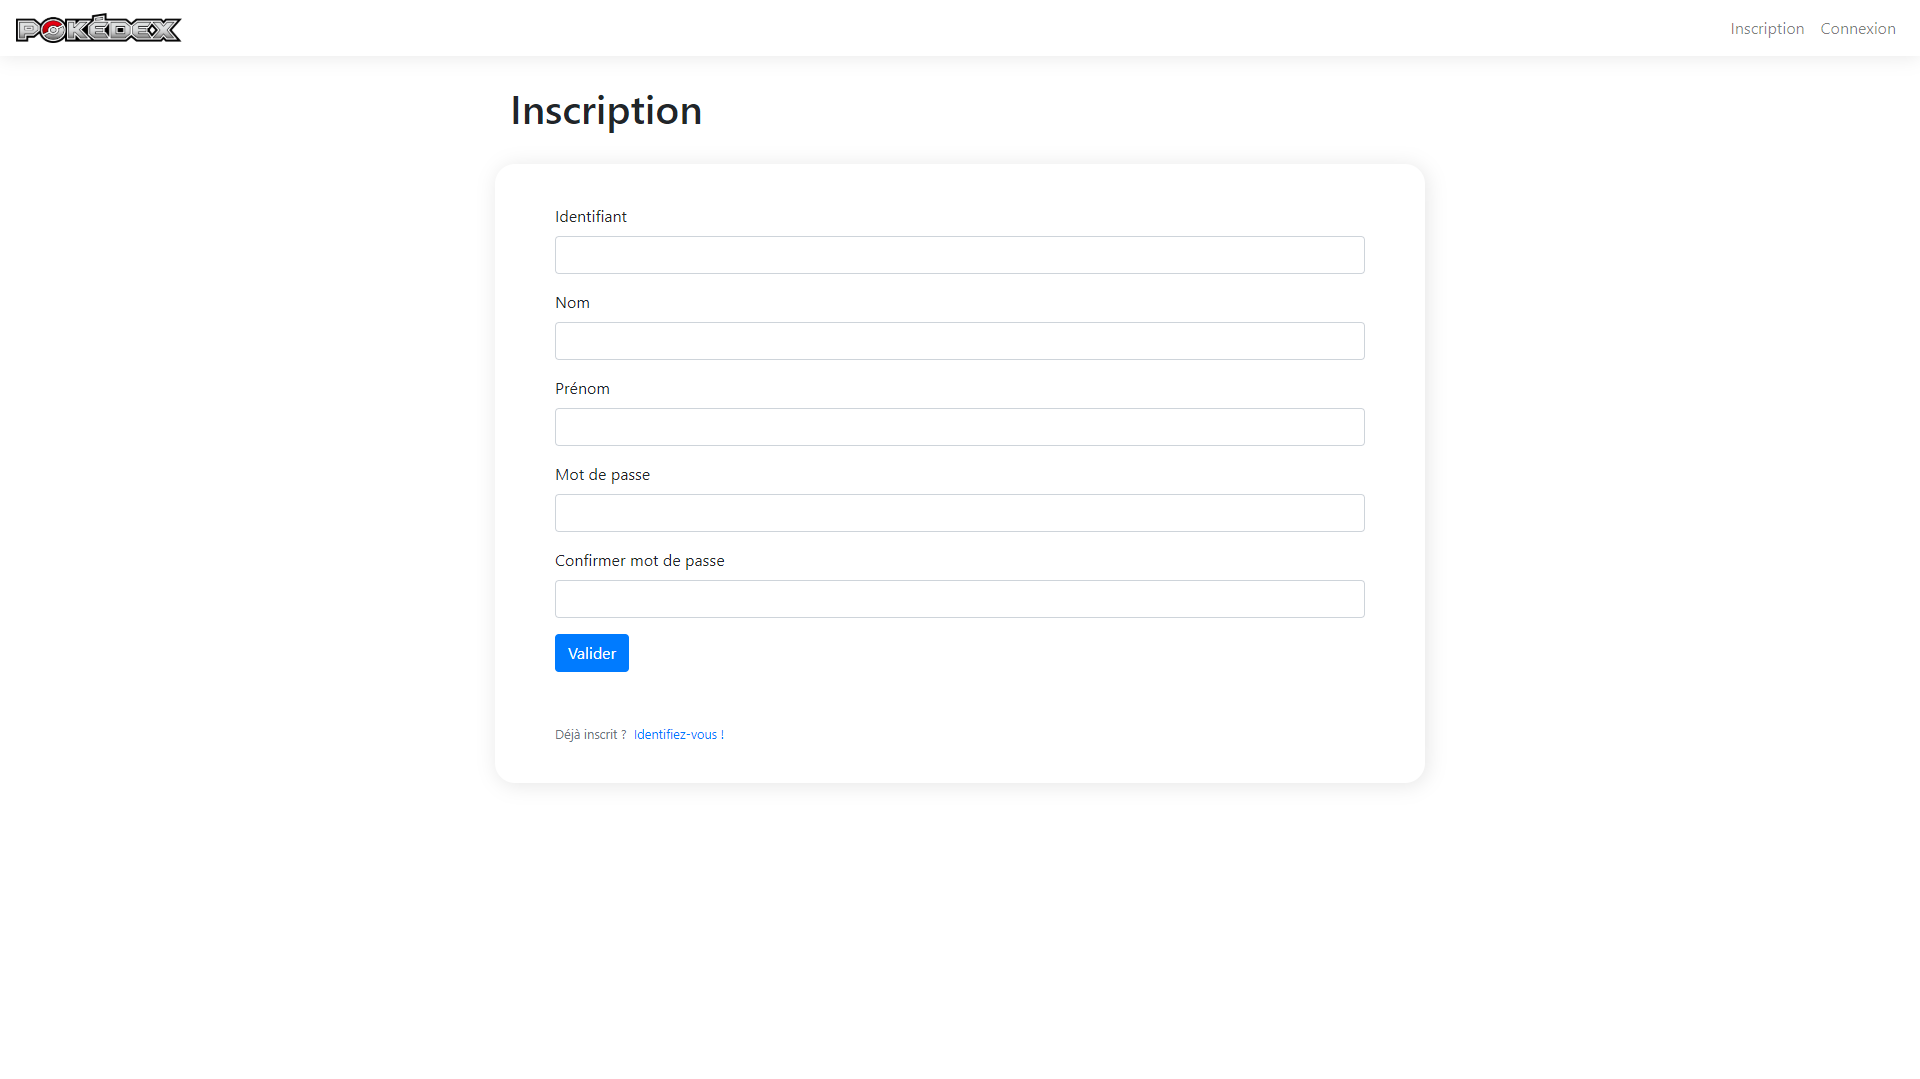 POKÉDEX
Inscription Connexion
Inscription
Identifiant
Nom
Prénom
Mot de passe
Confirmer mot de passe
Valider
Déjà inscrit ? Identifiez-vous !